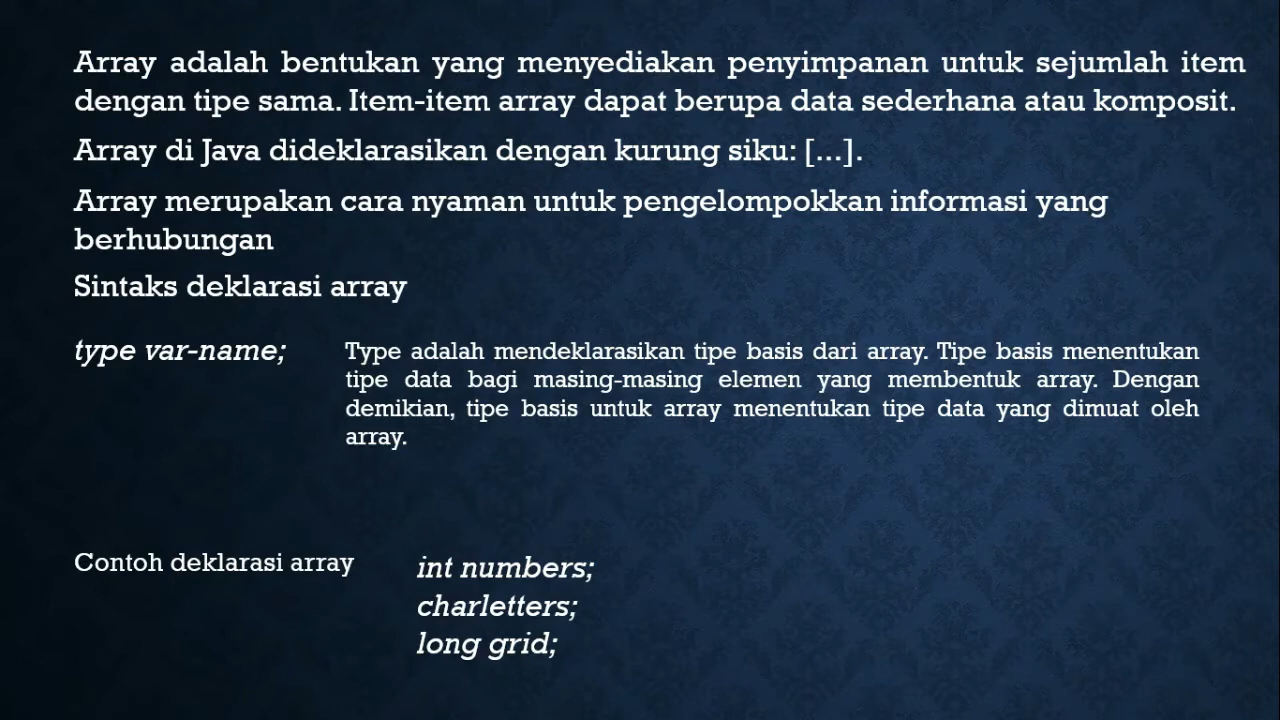 Array adalah bentukan yang menyediakan penyimpanan untuk sejumlah item
dengan tipe sama. Item-item array dapat berupa data sederhana atau komposit.
Array di Java dideklarasikan dengan kurung siku: [...].
Array merupakan cara nyaman untuk pengelompokkan informasi yang
berhubungan
Sintaks deklarasi array
type var-name;
Type adalah mendeklarasikan tipe basis dari array. Tipe basis menentukan
tipe data bagi masing-masing elemen yang membentuk array. Dengan
demikian, tipe basis untuk array menentukan tipe data yang dimuat oleh
array.
Contoh deklarasi array
int numbers;
charletters;
long grid;